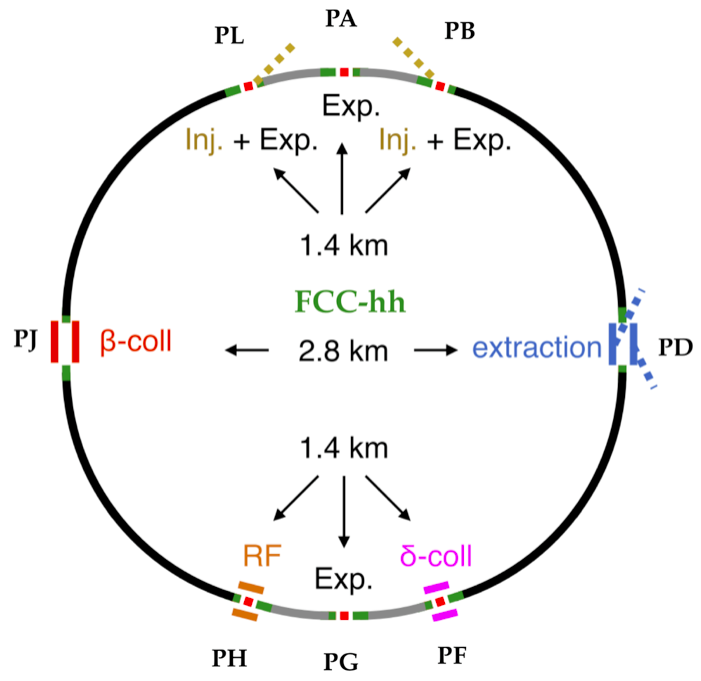 PL
PA
PB
Exp.
Inj. + Exp.
Inj. + Exp.
1.4 km
FCC-hh
PJ
β-coll
2.8 km
extraction
PD
1.4 km
RF
δ-coll
Exp.
PH
PG
PF